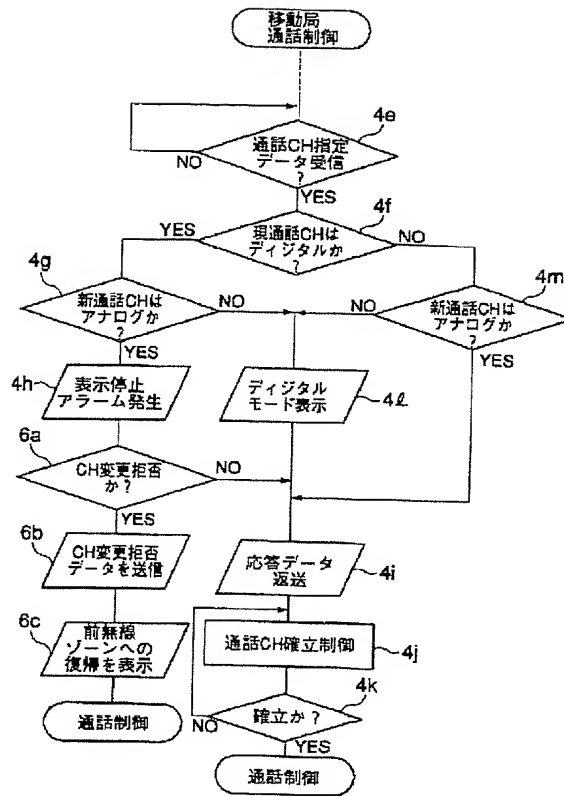 移動局
通話制御
4e
通話CH指定
データ受信
?
NO
YES
4f
現通話CHは
ディジタルか
?
YES
NO
4g
新通話CHは
アナログか
?
NO
YES
4m
新通話CHは
アナログか
?
NO
YES
4h
表示停止
アラーム発生
ディジタル
モード表示
4ℓ
6a
CH変更拒否
か?
NO
YES
6b
CH変更拒否
データを送信
応答データ
返送
4i
6c
前無線
ゾーンへの
復帰を表示
通話CH確立制御
4j
通話制御
4k
確立か?
NO
YES
通話制御